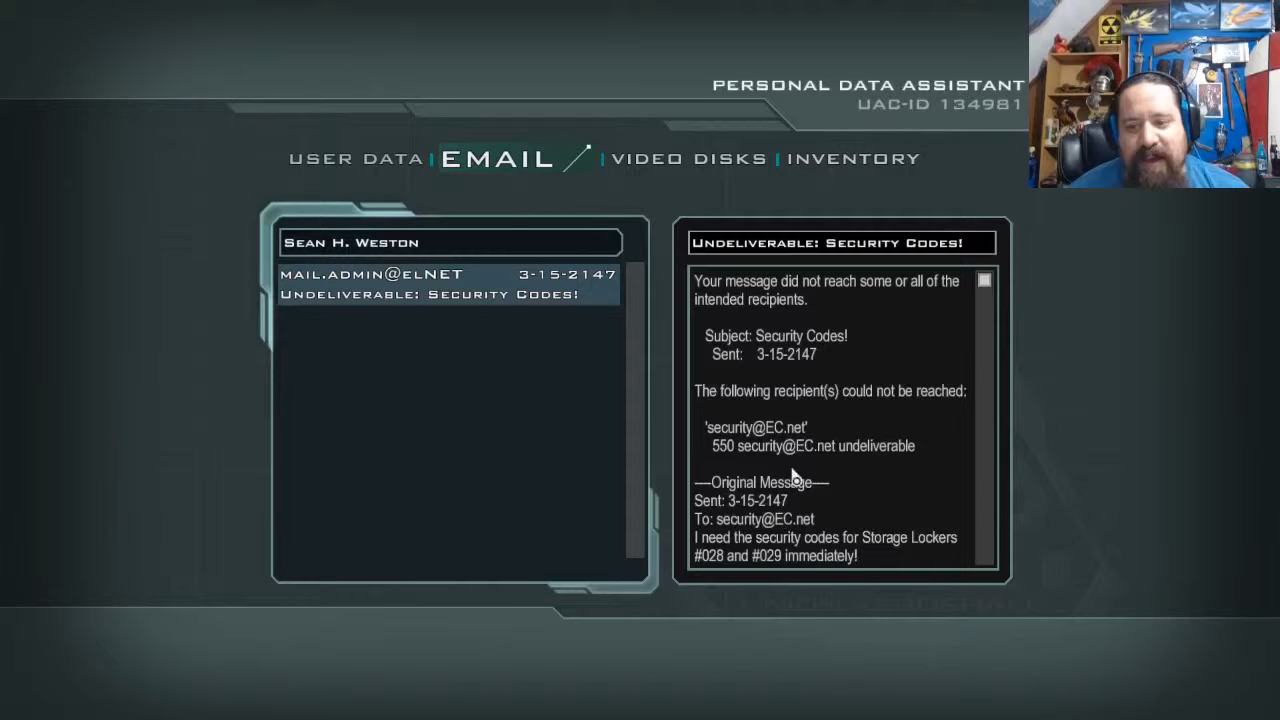 PERSONAL DATA ASSISTANT
UAC-ID 134981
USER DATA EMAIL VIDEO DISKS INVENTORY
SEAN H. WESTON
MAIL.ADMIN@ELNET 3-15-2147
UNDELIVERABLE: SECURITY CODES!
UNDELIVERABLE: SECURITY CODES!
Your message did not reach some or all of the
intended recipients.
Subject: Security Codes!
Sent: 3-15-2147
The following recipient(s) could not be reached:
'security@EC.net'
550 security@EC.net undeliverable
----Original Message----
Sent: 3-15-2147
To: security@EC.net
I need the security codes for Storage Lockers
#028 and #029 immediately!